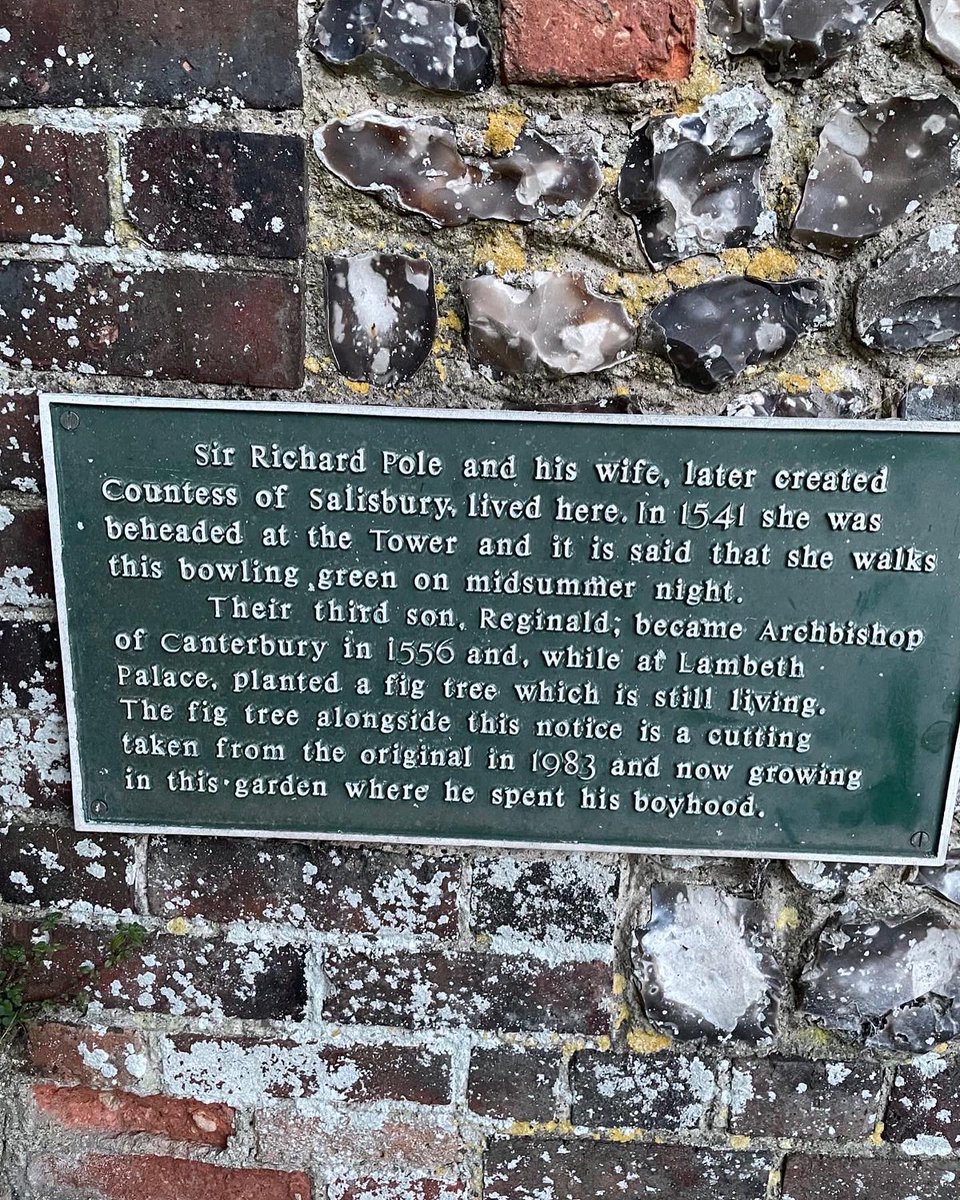 Sir Richard Pole and his wife, later created
Countess of Salisbury, lived here. In 1541 she was
beheaded at the Tower and it is said that she walks
this bowling green on midsummer night.
Their third son, Reginald, became Archbishop
of Canterbury in 1556 and, while at Lambeth
Palace, planted a fig tree which is still living.
The fig tree alongside this notice is a cutting
taken from the original in 1983 and now growing
in this garden where he spent his boyhood.